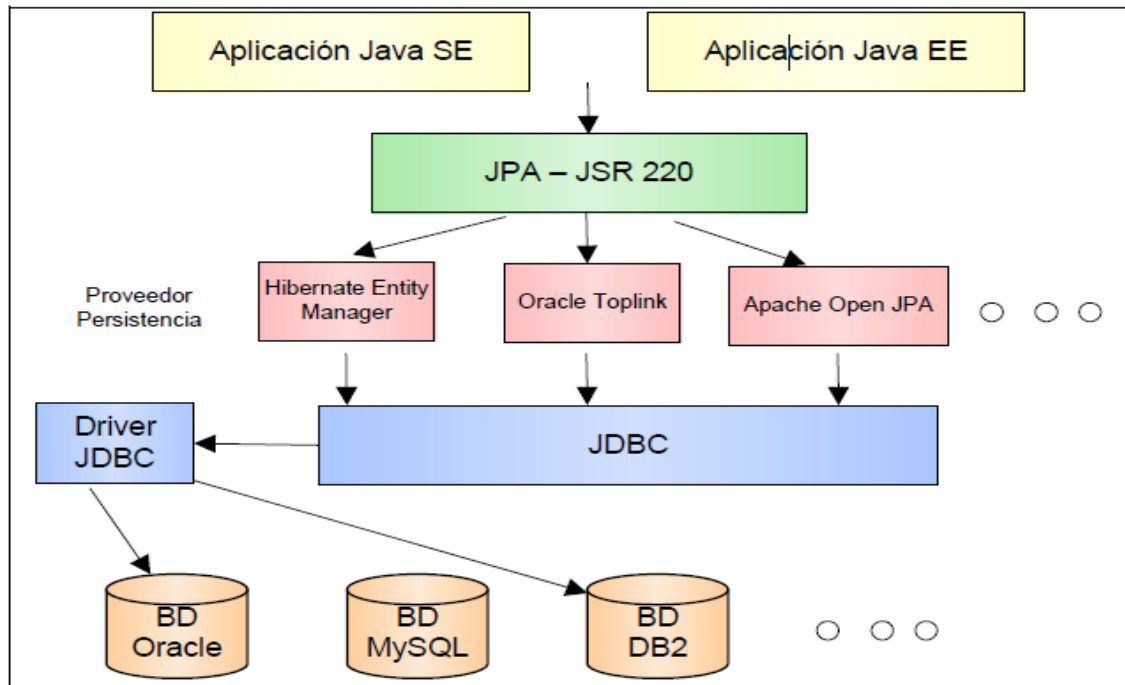 Aplicación Java SE
Aplicación Java EE
JPA – JSR 220
Proveedor
Persistencia
Hibernate Entity
Manager
Oracle Toplink
Apache Open JPA
Driver
JDBC
JDBC
BD
Oracle
BD
MySQL
BD
DB2